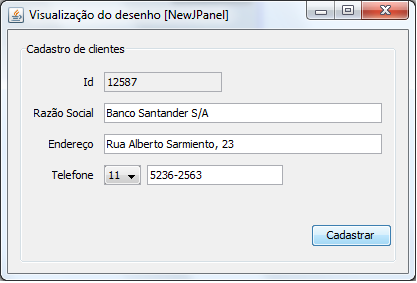 Visualização do desenho [NewJPanel]
Cadastro de clientes
Id 12587
Razão Social Banco Santander S/A
Endereço Rua Alberto Sarmiento, 23
Telefone 11 5236-2563
Cadastrar